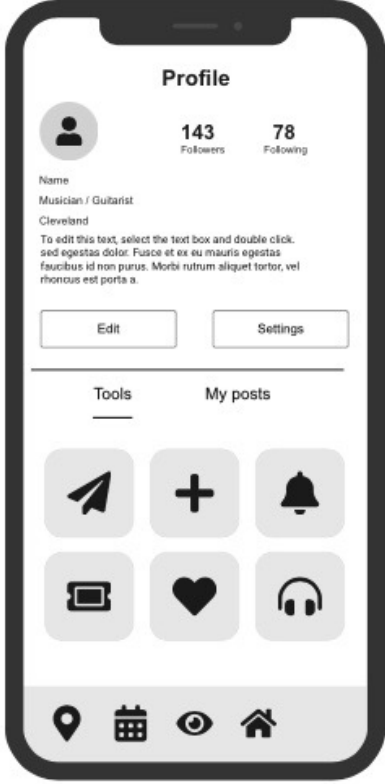 Profile
143 78
Followers Following
Name
Musician / Guitarist
Cleveland
To edit this text, select the text box and double click.
sed egestas dolor. Fusce et ex eu mauris egestas
faucibus id non purus. Morbi rutrum aliquet tortor, vel
rhoncus est porta a.
Edit Settings
Tools My posts